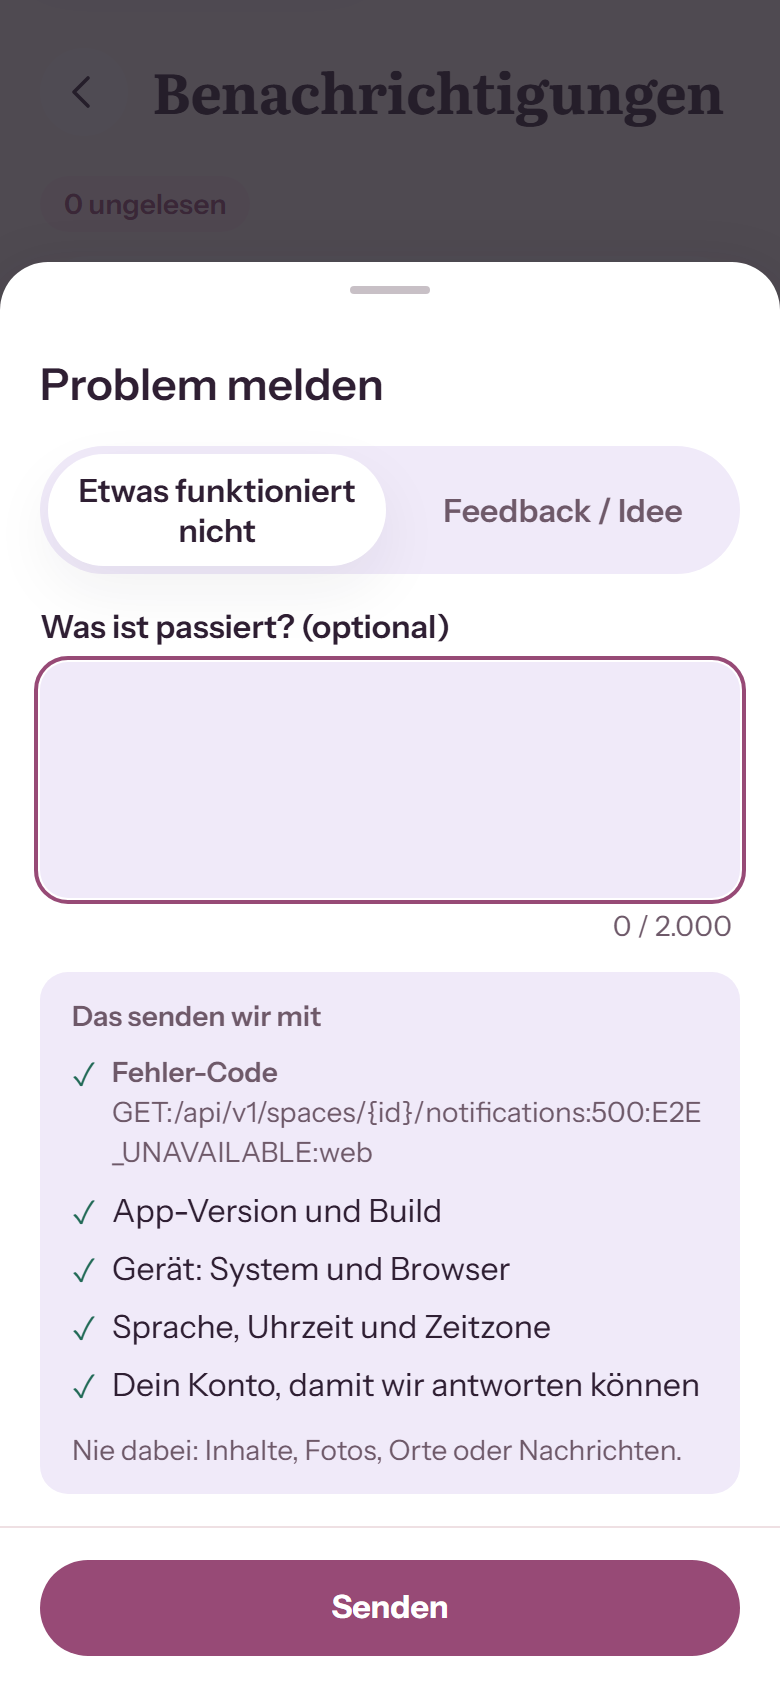 Benachrichtigungen
0 ungelesen
Problem melden
Etwas funktioniert
nicht
Feedback / Idee
Was ist passiert? (optional)
0 / 2.000
Das senden wir mit
✓ Fehler-Code
GET:/api/v1/spaces/{id}/notifications:500:E2E
_UNAVAILABLE:web
✓ App-Version und Build
✓ Gerät: System und Browser
✓ Sprache, Uhrzeit und Zeitzone
✓ Dein Konto, damit wir antworten können
Nie dabei: Inhalte, Fotos, Orte oder Nachrichten.
Senden